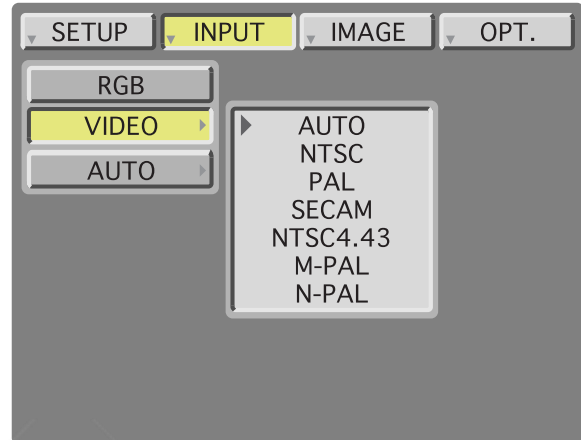 SETUP INPUT IMAGE OPT.
RGB
VIDEO
AUTO
AUTO
NTSC
PAL
SECAM
NTSC4.43
M-PAL
N-PAL